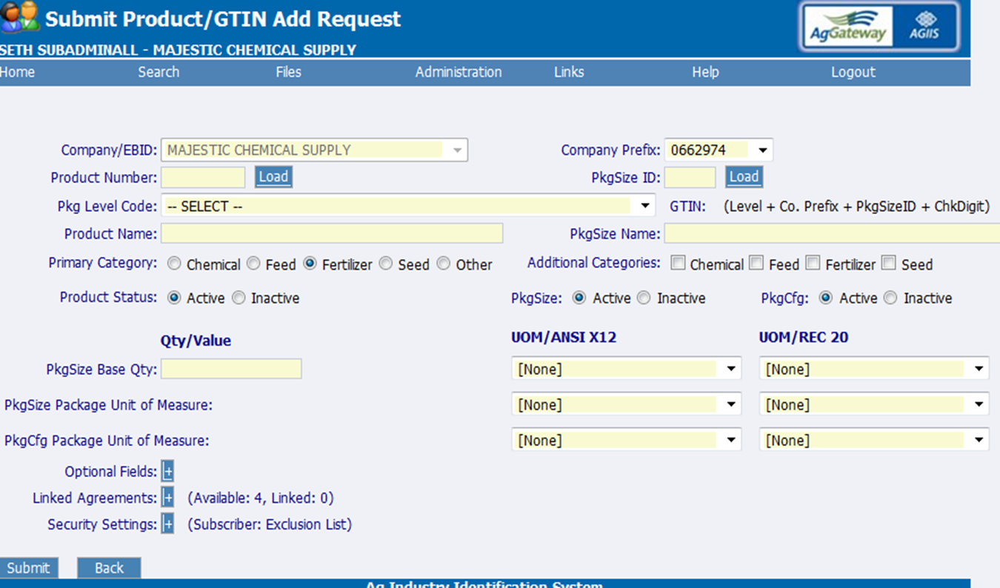 Submit Product/GTIN Add Request
AgGateway AGIIS
SETH SUBADMINALL - MAJESTIC CHEMICAL SUPPLY
Home Search Files Administration Links Help Logout
Company/EBID: MAJESTIC CHEMICAL SUPPLY Company Prefix: 0662974
Product Number: Load PkgSize ID: Load
Pkg Level Code: -- SELECT -- GTIN: (Level + Co. Prefix + PkgSizeID + ChkDigit)
Product Name: PkgSize Name:
Primary Category: Chemical Feed Fertilizer Seed Other Additional Categories: Chemical Feed Fertilizer Seed
Product Status: Active Inactive PkgSize: Active Inactive PkgCfg: Active Inactive
Qty/Value UOM/ANSI X12 UOM/REC 20
PkgSize Base Qty: [None] [None]
PkgSize Package Unit of Measure: [None] [None]
PkgCfg Package Unit of Measure: [None] [None]
Optional Fields: +
Linked Agreements: + (Available: 4, Linked: 0)
Security Settings: + (Subscriber: Exclusion List)
Submit Back
Ag Industry Identification System